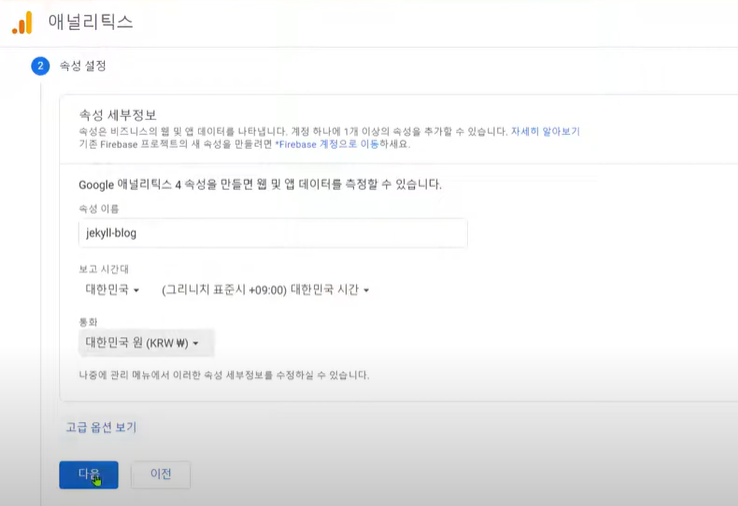 애널리틱스
2 속성 설정
속성 세부정보
속성은 비즈니스의 웹 및 앱 데이터를 나타냅니다. 계정 하나에 1개 이상의 속성을 추가할 수 있습니다. 자세히 알아보기
기존 Firebase 프로젝트의 새 속성을 만들려면 *Firebase 계정으로 이동하세요.
Google 애널리틱스 4 속성을 만들면 웹 및 앱 데이터를 측정할 수 있습니다.
속성 이름
jekyll-blog
보고 시간대
대한민국 (그리니치 표준시 +09:00) 대한민국 시간
통화
대한민국 원 (KRW ₩)
나중에 관리 메뉴에서 이러한 속성 세부정보를 수정하실 수 있습니다.
고급 옵션 보기
다음 이전